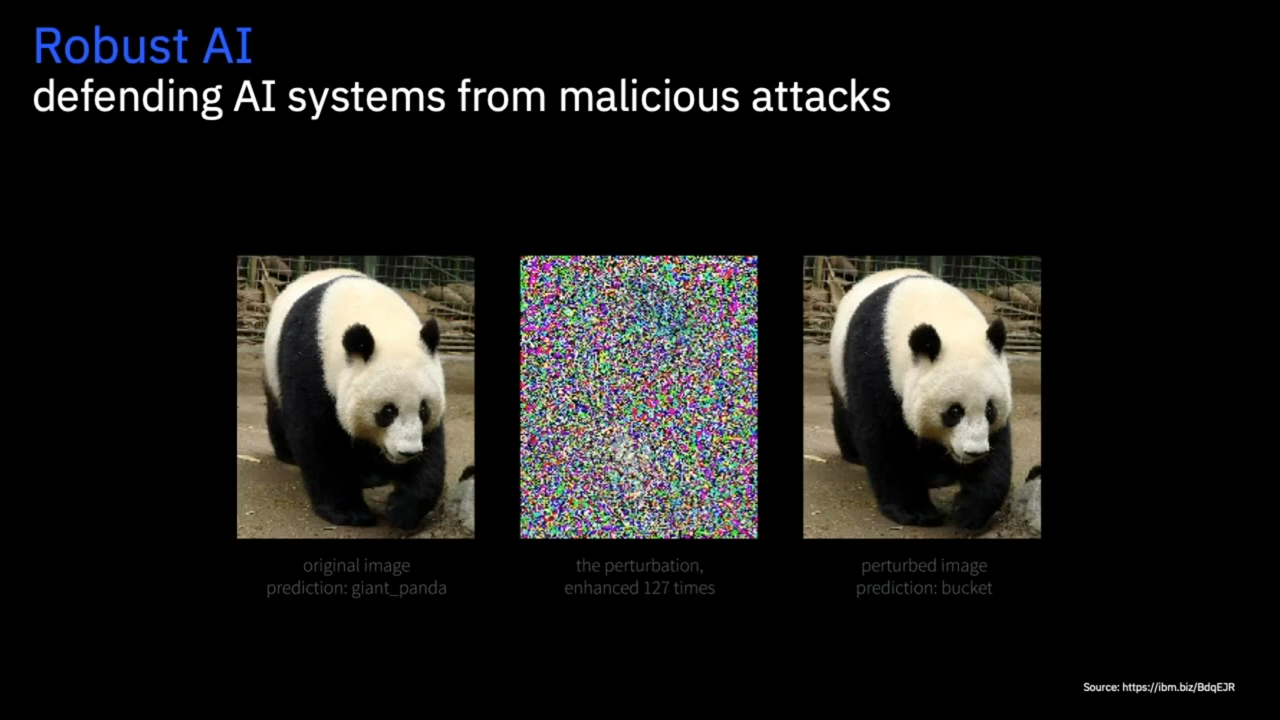 Robust AI
defending AI systems from malicious attacks
original image
prediction: giant_panda
the perturbation,
enhanced 127 times
perturbed image
prediction: bucket
Source: https://ibm.biz/BdqEJR